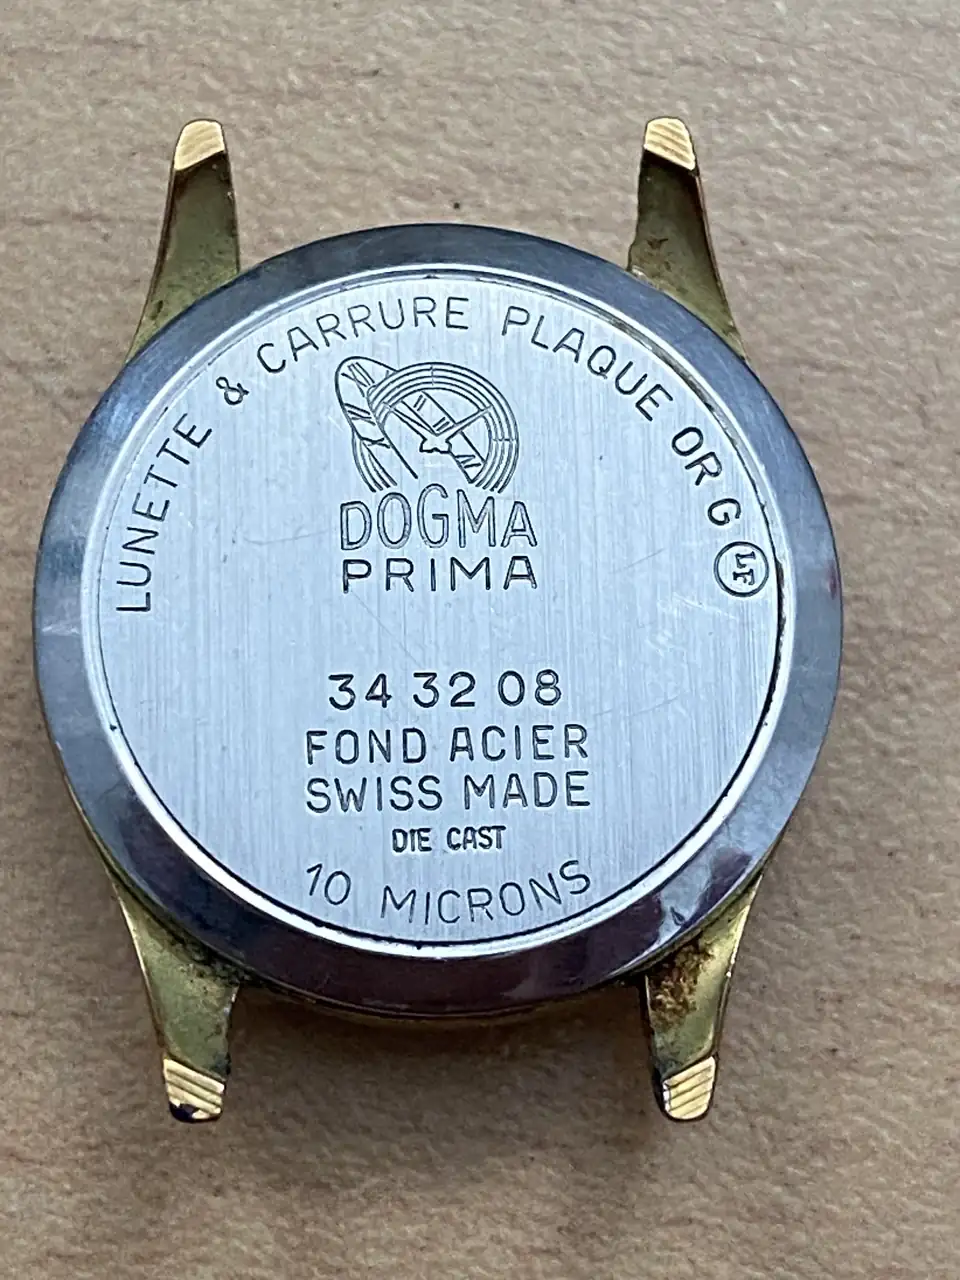 LUNETTE & CARRURE PLAQUE OR G LF
DOGMA
PRIMA
34 32 08
FOND ACIER
SWISS MADE
DIE CAST
10 MICRONS